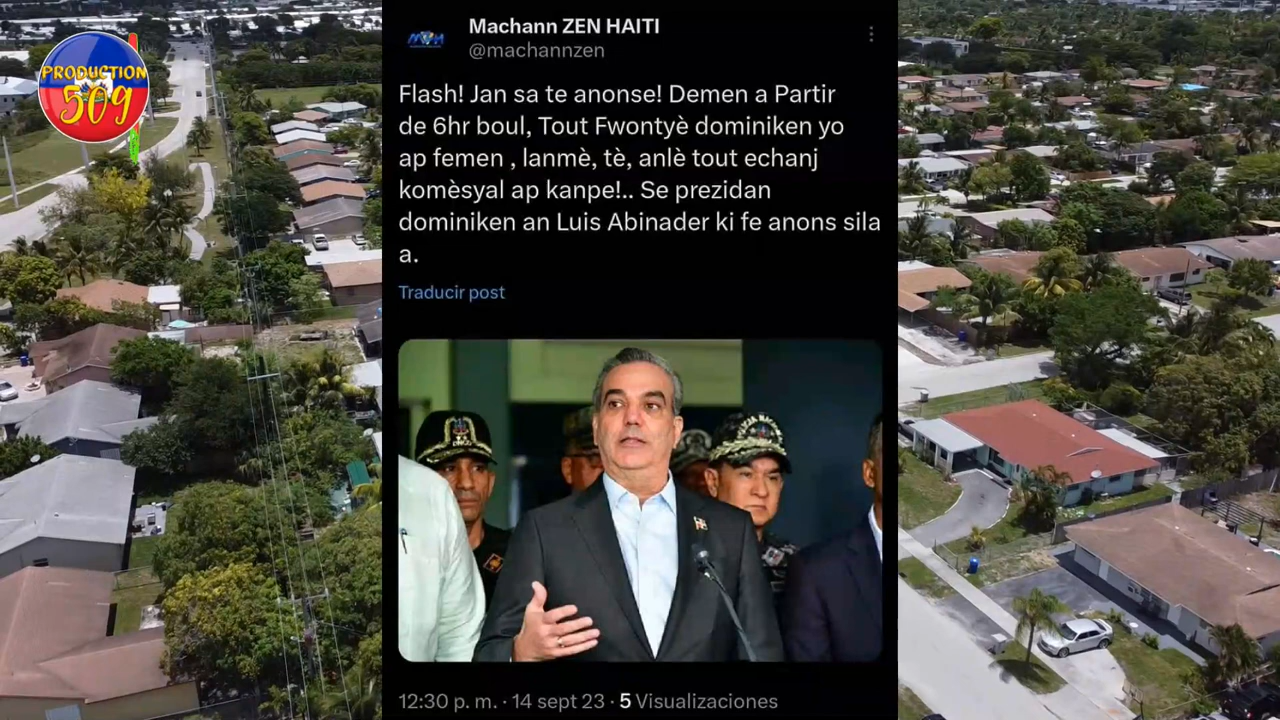 PRODUCTION
509
Machann ZEN HAITI
@machannzen
Flash! Jan sa te anonse! Demen a Partir
de 6hr boul, Tout Fwontyè dominiken yo
ap femen , lanmè, tè, anlè tout echanj
komèsyal ap kanpe!.. Se prezidan
dominiken an Luis Abinader ki fe anons sila
a.
Traducir post
12:30 p. m. · 14 sept 23 · 5 Visualizaciones